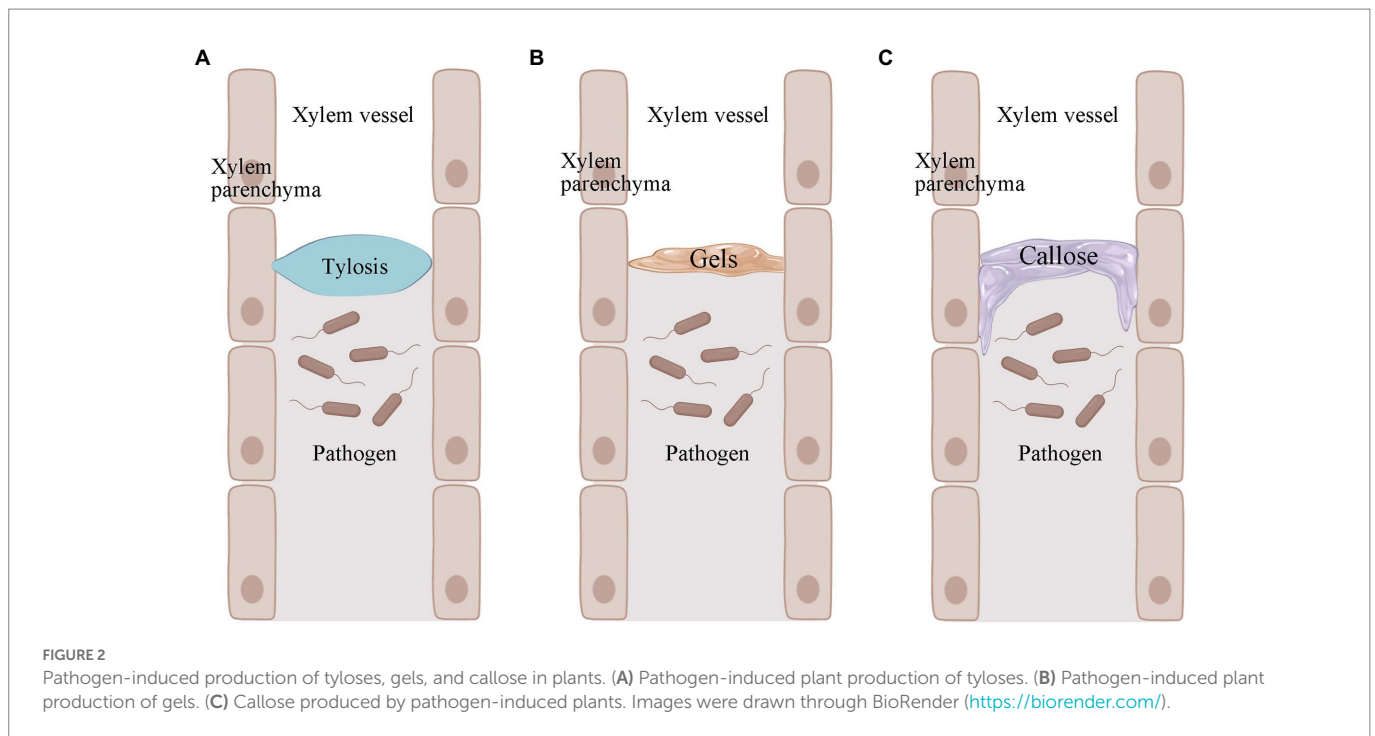 A
B
C
Xylem vessel
Xylem vessel
Xylem vessel
Xylem
parenchyma
Xylem
parenchyma
Xylem
parenchyma
Tylosis
Gels
Callose
Pathogen
Pathogen
Pathogen
FIGURE 2
Pathogen-induced production of tyloses, gels, and callose in plants. (A) Pathogen-induced plant production of tyloses. (B) Pathogen-induced plant
production of gels. (C) Callose produced by pathogen-induced plants. Images were drawn through BioRender (https://biorender.com/).